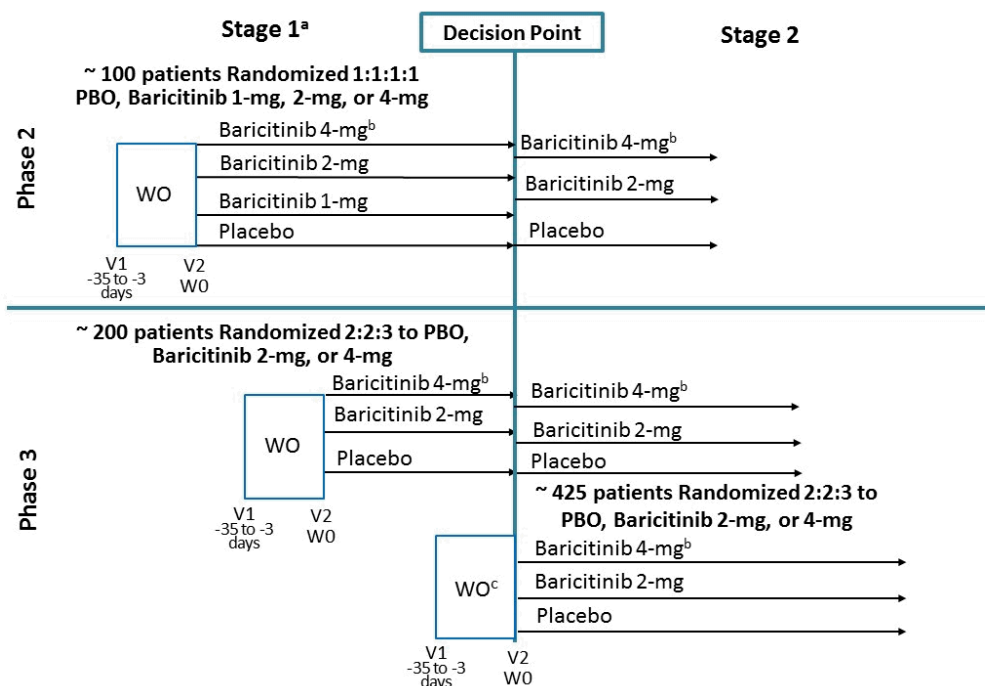 Stage 1ᵃ
Decision Point
Stage 2
Phase 2
~ 100 patients Randomized 1:1:1:1
PBO, Baricitinib 1-mg, 2-mg, or 4-mg
WO
Baricitinib 4-mgᵇ
Baricitinib 2-mg
Baricitinib 1-mg
Placebo
Baricitinib 4-mgᵇ
Baricitinib 2-mg
Placebo
V1
-35 to -3
days
V2
W0
Phase 3
~ 200 patients Randomized 2:2:3 to PBO,
Baricitinib 2-mg, or 4-mg
WO
Baricitinib 4-mgᵇ
Baricitinib 2-mg
Placebo
Baricitinib 4-mgᵇ
Baricitinib 2-mg
Placebo
V1
-35 to -3
days
V2
W0
~ 425 patients Randomized 2:2:3 to
PBO, Baricitinib 2-mg, or 4-mg
WOᶜ
Baricitinib 4-mgᵇ
Baricitinib 2-mg
Placebo
V1
-35 to -3
days
V2
W0